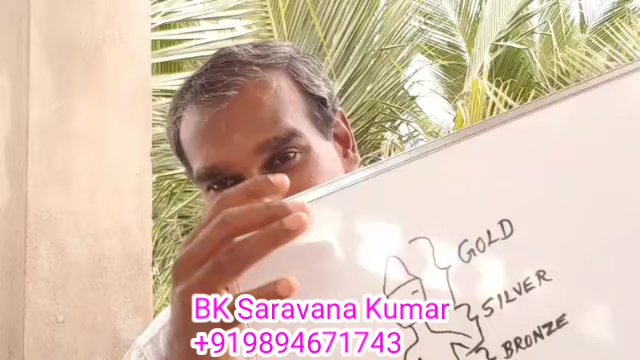 GOLD
SILVER
BRONZE
BK Saravana Kumar
+919894671743